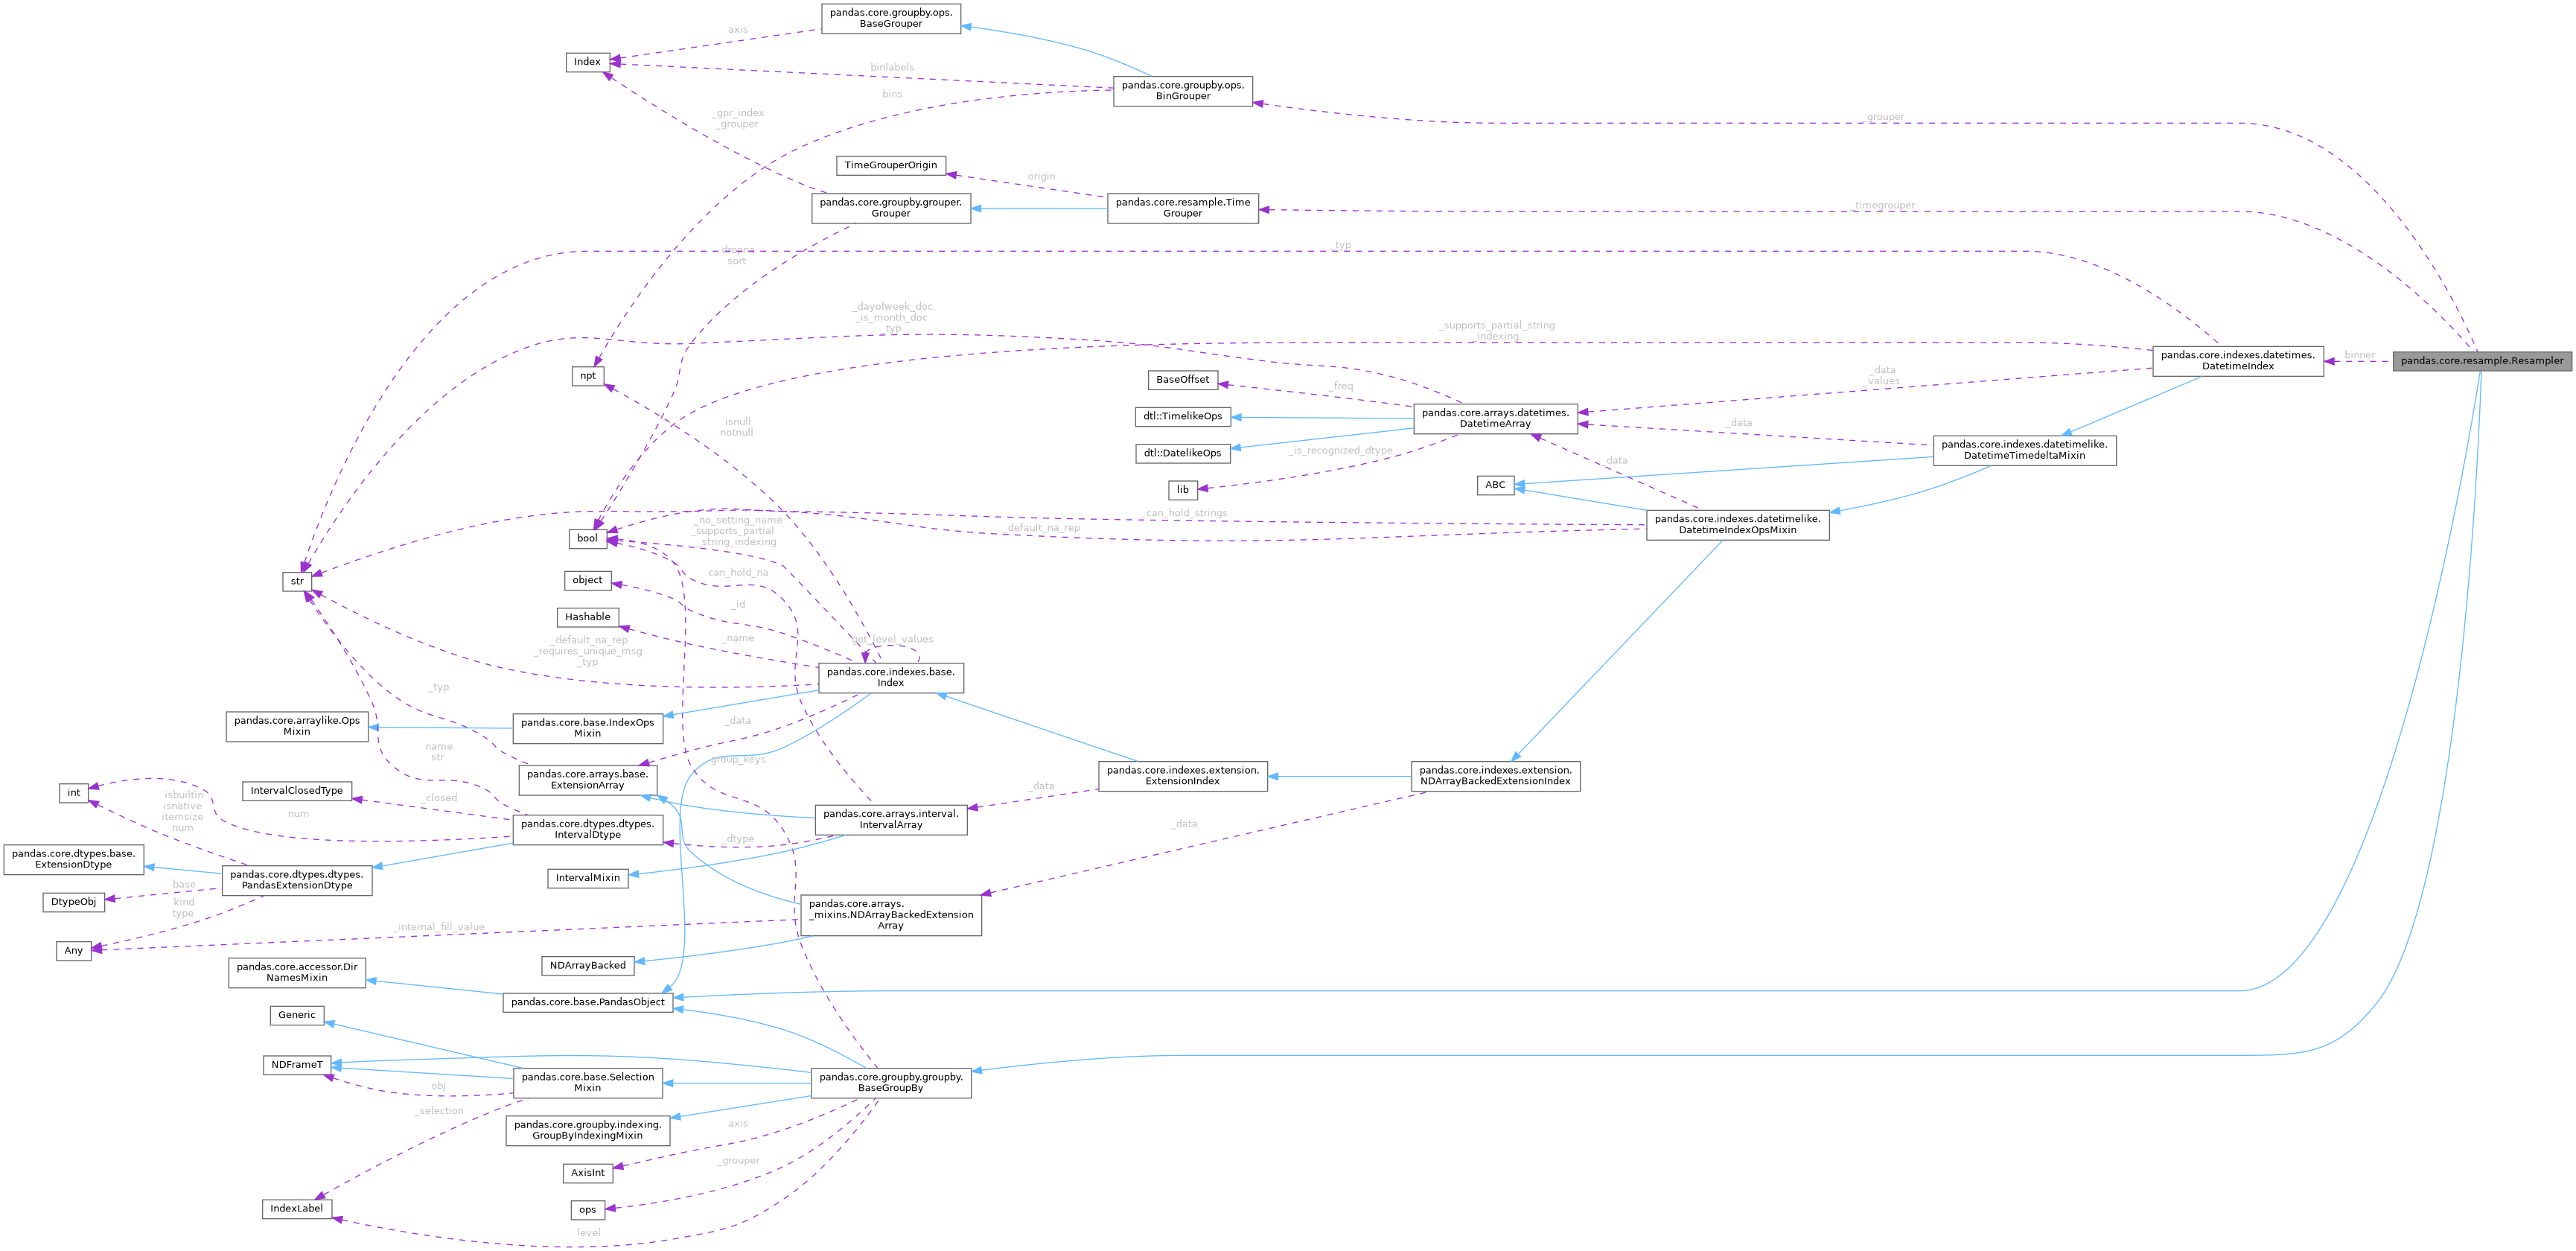 pandas.core.groupby.ops.
BaseGrouper
axis
Index
binlabels
pandas.core.groupby.ops.
BinGrouper
bins
_gpr_index
_grouper
_grouper
TimeGrouperOrigin
origin
pandas.core.groupby.grouper.
Grouper
pandas.core.resample.Time
Grouper
_timegrouper
dropna
sort
_typ
_dayofweek_doc
_is_month_doc
_typ
_supports_partial_string
_indexing
pandas.core.indexes.datetimes.
DatetimeIndex
binner
pandas.core.resample.Resampler
npt
BaseOffset
_freq
_data
_values
dtl::TimelikeOps
pandas.core.arrays.datetimes.
DatetimeArray
isnull
notnull
_data
dtl::DatelikeOps
_is_recognized_dtype
_data
pandas.core.indexes.datetimelike.
DatetimeTimedeltaMixin
lib
ABC
_can_hold_strings
_default_na_rep
pandas.core.indexes.datetimelike.
DatetimeIndexOpsMixin
_no_setting_name
_supports_partial
_string_indexing
bool
str
object
can_hold_na
_id
Hashable
_name
get_level_values
_default_na_rep
_requires_unique_msg
_typ
pandas.core.indexes.base.
Index
_typ
pandas.core.arraylike.Ops
Mixin
pandas.core.base.IndexOps
Mixin
_data
name
str
group_keys
pandas.core.arrays.base.
ExtensionArray
pandas.core.indexes.extension.
ExtensionIndex
pandas.core.indexes.extension.
NDArrayBackedExtensionIndex
int
IntervalClosedType
_closed
_data
isbuiltin
isnative
itemsize
num
num
pandas.core.dtypes.dtypes.
IntervalDtype
pandas.core.arrays.interval.
IntervalArray
_data
_dtype
pandas.core.dtypes.base.
ExtensionDtype
pandas.core.dtypes.dtypes.
PandasExtensionDtype
IntervalMixin
base
DtypeObj
kind
type
pandas.core.arrays.
_mixins.NDArrayBackedExtension
Array
_internal_fill_value
Any
NDArrayBacked
pandas.core.accessor.Dir
NamesMixin
pandas.core.base.PandasObject
Generic
NDFrameT
obj
pandas.core.base.Selection
Mixin
pandas.core.groupby.groupby.
BaseGroupBy
_selection
pandas.core.groupby.indexing.
GroupByIndexingMixin
axis
AxisInt
_grouper
IndexLabel
ops
level